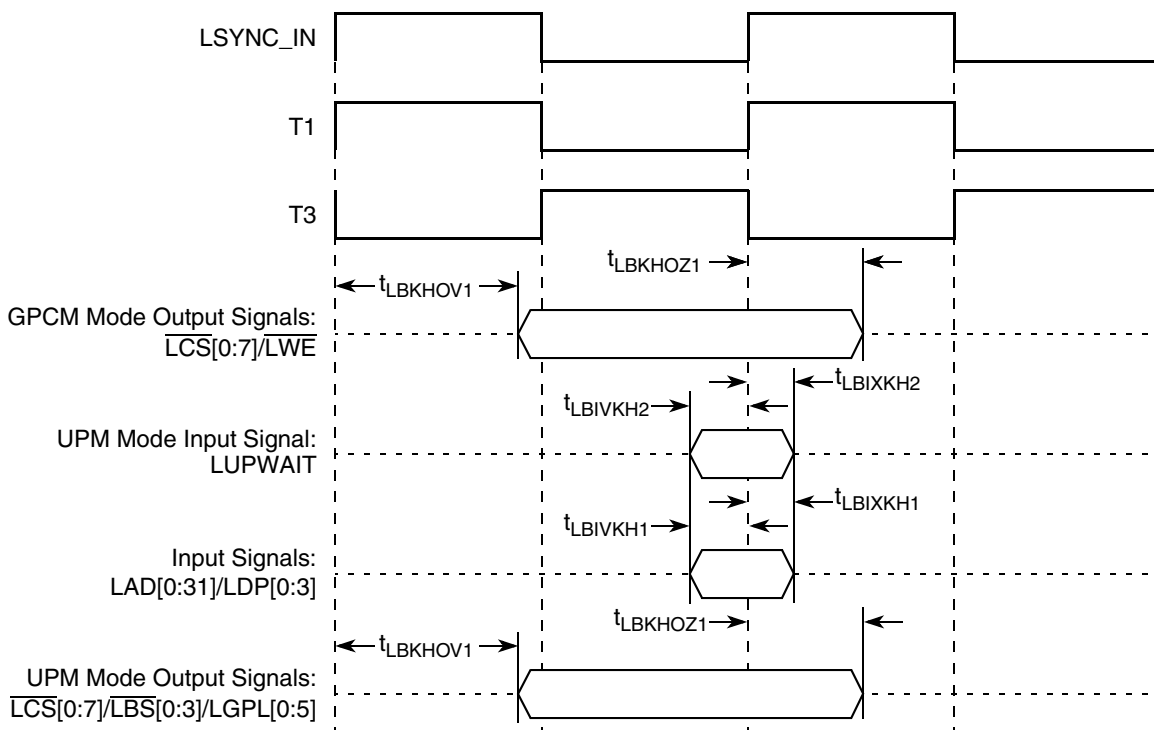 LSYNC_IN
T1
T3
tLBKHOZ1
tLBKHOV1
GPCM Mode Output Signals:
LCS[0:7]/LWE
tLBIXKH2
tLBIVKH2
UPM Mode Input Signal:
LUPWAIT
tLBIXKH1
tLBIVKH1
Input Signals:
LAD[0:31]/LDP[0:3]
tLBKHOZ1
tLBKHOV1
UPM Mode Output Signals:
LCS[0:7]/LBS[0:3]/LGPL[0:5]